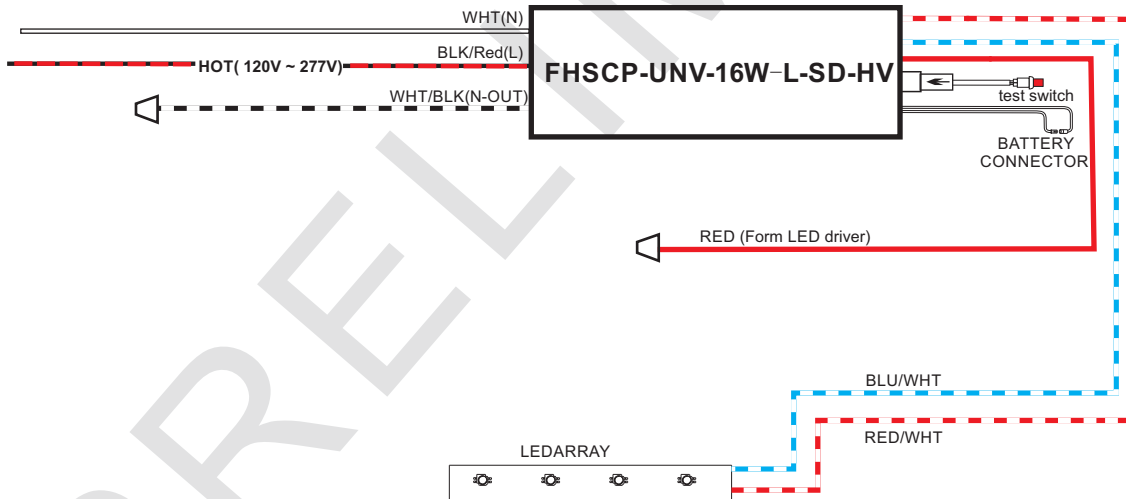 WHT(N)
BLK/Red(L)
HOT( 120V ~ 277V)
WHT/BLK(N-OUT)
FHSCP-UNV-16W-L-SD-HV
test switch
BATTERY
CONNECTOR
RED (Form LED driver)
BLU/WHT
RED/WHT
LEDARRAY
PRELIM